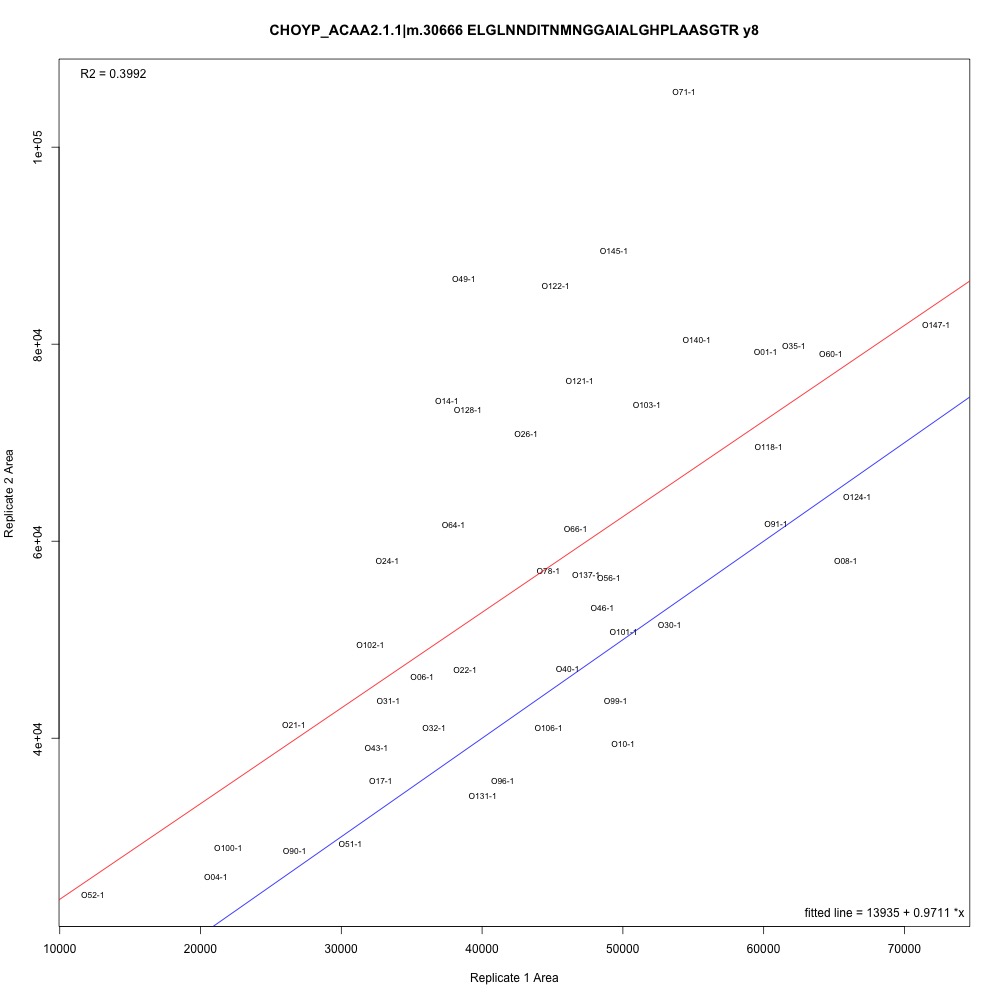 CHOYP_ACAA2.1.1|m.30666 ELGLNNDITNMNGGAIALGHPLAASGTR y8
R2 = 0.3992
O71-1
1e+05
O145-1
O49-1
O122-1
O147-1
O140-1
8e+04
O35-1
O01-1
O60-1
O121-1
O14-1
O103-1
O128-1
O26-1
O118-1
Replicate 2 Area
O124-1
O64-1
O91-1
O66-1
6e+04
O24-1
O08-1
O78-1
O137-1
O56-1
O46-1
O30-1
O101-1
O102-1
O22-1
O40-1
O06-1
O31-1
O99-1
O21-1
O32-1
O106-1
4e+04
O10-1
O43-1
O17-1
O96-1
O131-1
O51-1
O100-1
O90-1
O04-1
O52-1
fitted line = 13935 + 0.9711 *x
10000 20000 30000 40000 50000 60000 70000
Replicate 1 Area